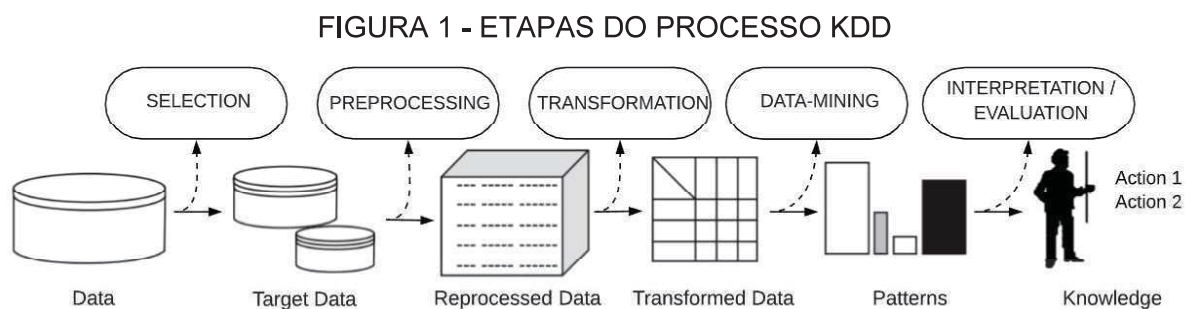 FIGURA 1 - ETAPAS DO PROCESSO KDD
SELECTION
PREPROCESSING
TRANSFORMATION
DATA-MINING
INTERPRETATION /
EVALUATION
Action 1
Action 2
Data
Target Data
Reprocessed Data
Transformed Data
Patterns
Knowledge